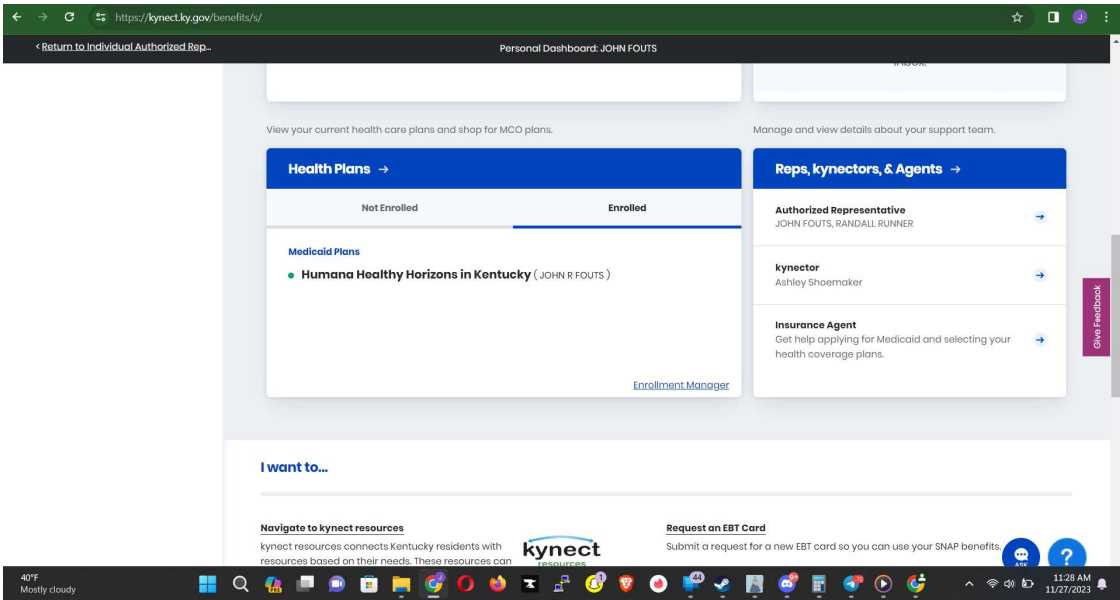 https://kynect.ky.gov/benefits/s/
J
< Return to Individual Authorized Rep...
Personal Dashboard: JOHN FOUTS
View your current health care plans and shop for MCO plans.
Manage and view details about your support team.
Health Plans →
Not Enrolled
Enrolled
Medicaid Plans
Humana Healthy Horizons in Kentucky ( JOHN R FOUTS )
Enrollment Manager
Reps, kynectors, & Agents →
Authorized Representative
JOHN FOUTS, RANDALL RUNNER
kynector
Ashley Shoemaker
Insurance Agent
Get help applying for Medicaid and selecting your
health coverage plans.
Give Feedback
I want to...
Navigate to kynect resources
kynect resources connects Kentucky residents with
resources based on their needs. These resources can
kynect
resources
Request an EBT Card
Submit a request for a new EBT card so you can use your SNAP benefits.
ASK
?
40°F
Mostly cloudy
PRE
44
11:28 AM
11/27/2023